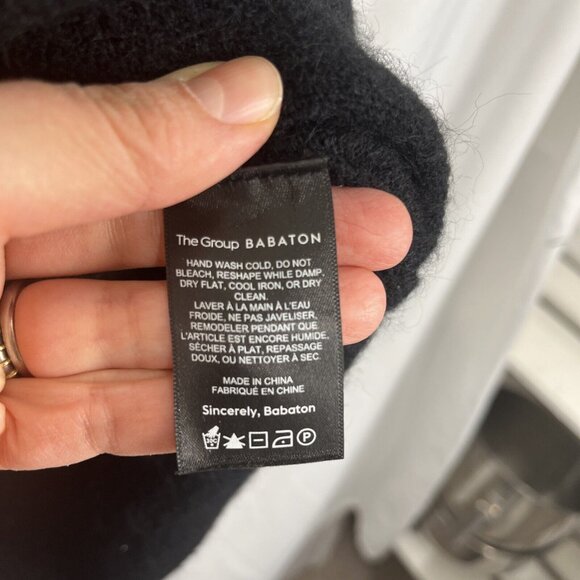 The Group BABATON
HAND WASH COLD, DO NOT
BLEACH, RESHAPE WHILE DAMP,
DRY FLAT, COOL IRON, OR DRY
CLEAN.
LAVER À LA MAIN À L'EAU
FROIDE, NE PAS JAVELISER,
REMODELER PENDANT QUE
L'ARTICLE EST ENCORE HUMIDE,
SÉCHER À PLAT, REPASSAGE
DOUX, OU NETTOYER À SEC.
MADE IN CHINA
FABRIQUÉ EN CHINE
Sincerely, Babaton
30C P